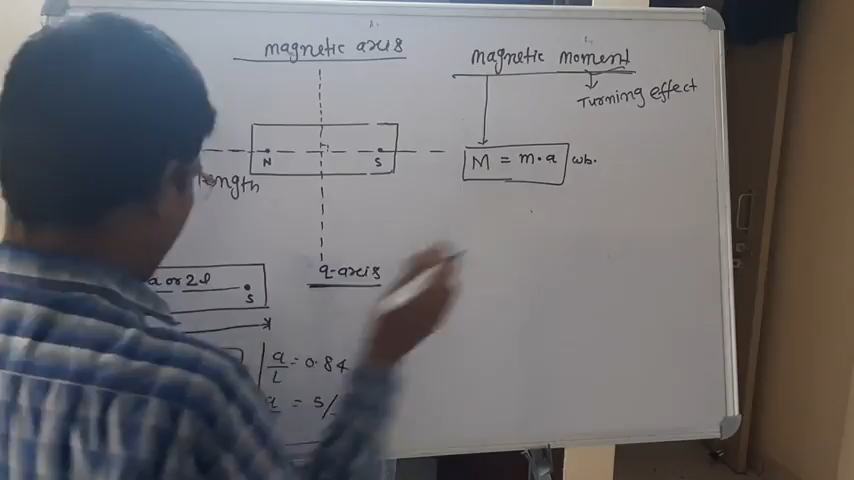 magnetic axis
N
S
length
a or 2l
S
q-axis
a/L = 0.84
a = 5/
magnetic moment
Turning effect
M = m·a wb.